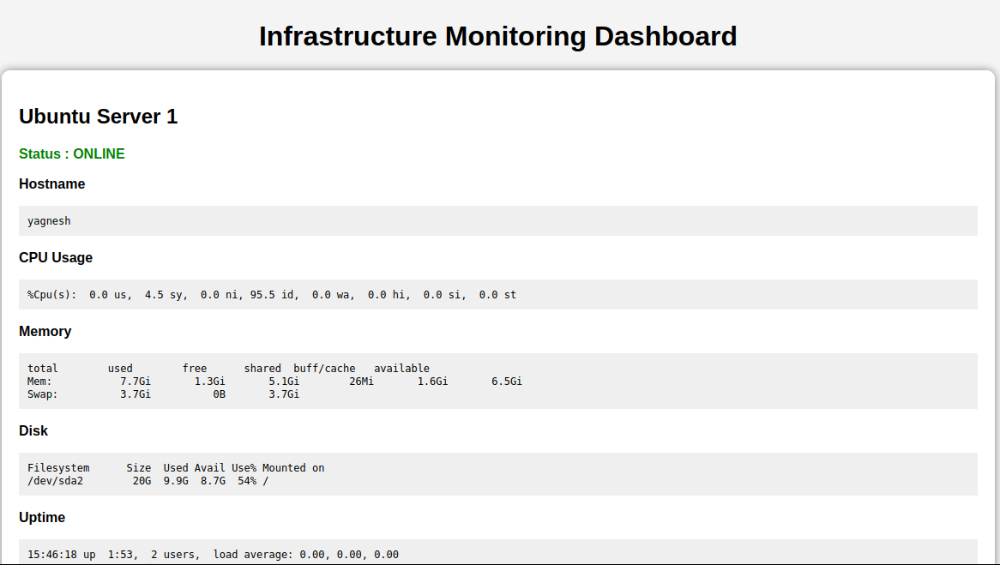 Infrastructure Monitoring Dashboard
Ubuntu Server 1
Status : ONLINE
Hostname
yagnesh
CPU Usage
%Cpu(s):  0.0 us,  4.5 sy,  0.0 ni, 95.5 id,  0.0 wa,  0.0 hi,  0.0 si,  0.0 st
Memory
total        used        free      shared  buff/cache   available
Mem:           7.7Gi       1.3Gi       5.1Gi        26Mi       1.6Gi       6.5Gi
Swap:          3.7Gi          0B       3.7Gi
Disk
Filesystem      Size  Used Avail Use% Mounted on
/dev/sda2        20G  9.9G  8.7G  54% /
Uptime
15:46:18 up  1:53,  2 users,  load average: 0.00, 0.00, 0.00